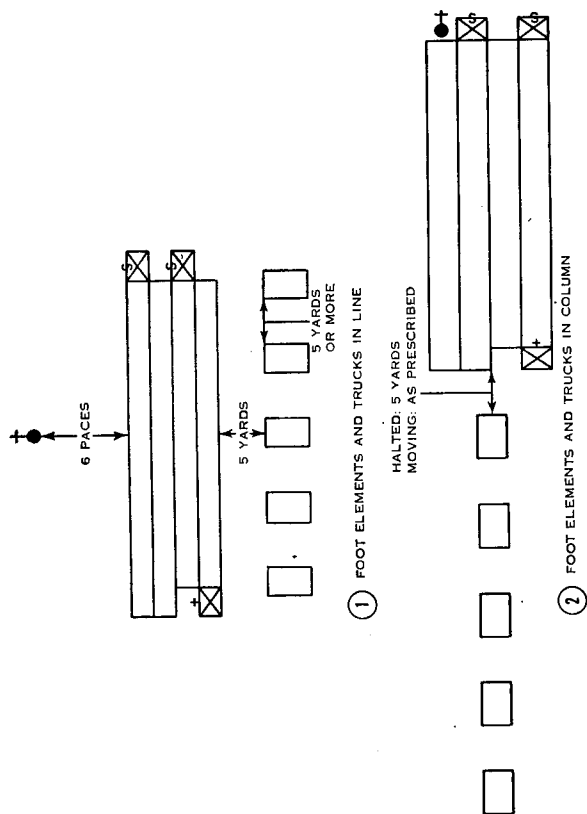 6 PACES
S
S
+
5 YARDS
5 YARDS
OR MORE
1 FOOT ELEMENTS AND TRUCKS IN LINE
S
S
+
HALTED: 5 YARDS
MOVING: AS PRESCRIBED
2 FOOT ELEMENTS AND TRUCKS IN COLUMN